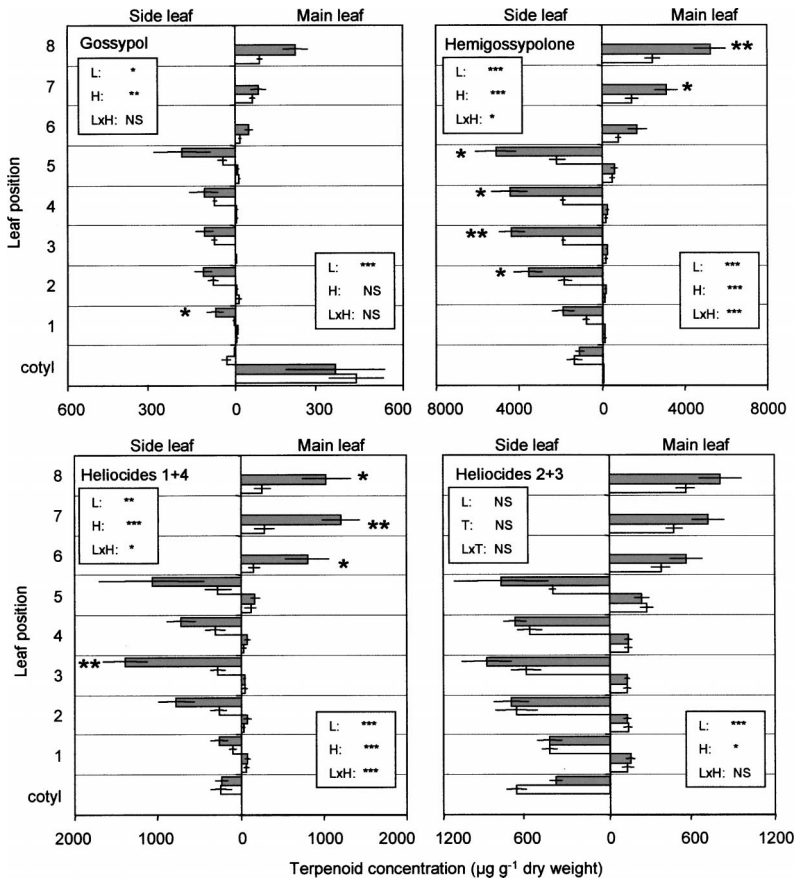 Side leaf Main leaf Side leaf Main leaf
8 Gossypol Hemigossypolone **
L: * L: ***
7 H: ** H: *** *
LxH: NS LxH: *
6
5 *
4 *
3 **
L: *** L: ***
2 H: NS * H: ***
LxH: NS LxH: ***
1 *
cotyl
Leaf position
600 300 0 300 600 8000 4000 0 4000 8000
Side leaf Main leaf Side leaf Main leaf
8 Heliocides 1+4 * Heliocides 2+3
L: ** L: NS
7 H: *** ** T: NS
LxH: * LxT: NS
6 *
5
4
3 **
2 L: *** L: ***
H: *** H: *
1 LxH: *** LxH: NS
cotyl
Leaf position
2000 1000 0 1000 2000 1200 600 0 600 1200
Terpenoid concentration (µg g-1 dry weight)